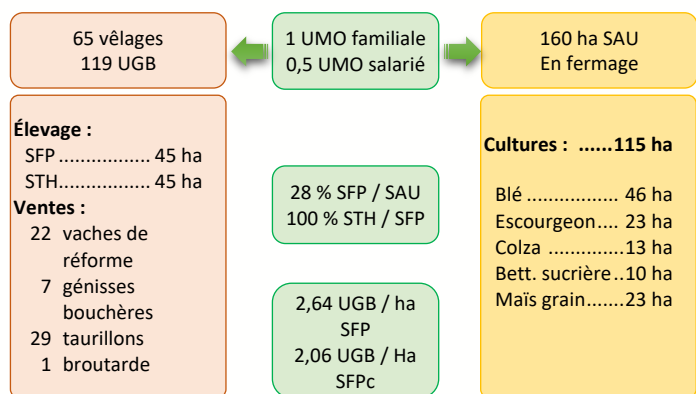 65 vêlages
119 UGB
1 UMO familiale
0,5 UMO salarié
160 ha SAU
En fermage
Élevage :
SFP ................. 45 ha
STH.................. 45 ha
Ventes :
22 vaches de
réforme
7 génisses
bouchères
29 taurillons
1 broutarde
28 % SFP / SAU
100 % STH / SFP
2,64 UGB / ha
SFP
2,06 UGB / Ha
SFPc
Cultures : ......115 ha
Blé ................. 46 ha
Escourgeon.... 23 ha
Colza ..............13 ha
Bett. sucrière..10 ha
Maïs grain......23 ha